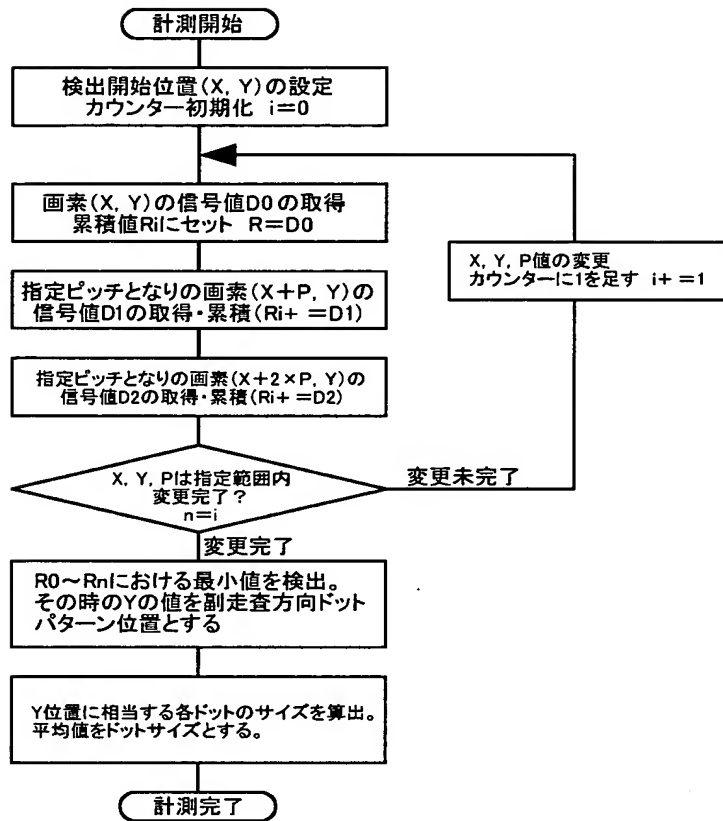 計測開始
検出開始位置(X, Y)の設定
カウンター初期化 i=0
画素(X, Y)の信号値D0の取得
累積値Riにセット R=D0
X, Y, P値の変更
カウンターに1を足す i+=1
指定ピッチとなりの画素(X+P, Y)の
信号値D1の取得・累積(Ri+=D1)
指定ピッチとなりの画素(X+2×P, Y)の
信号値D2の取得・累積(Ri+=D2)
X, Y, Pは指定範囲内
変更完了?
n=i
変更未完了
変更完了
R0～Rnにおける最小値を検出。
その時のYの値を副走査方向ドット
パターン位置とする
Y位置に相当する各ドットのサイズを算出。
平均値をドットサイズとする。
計測完了